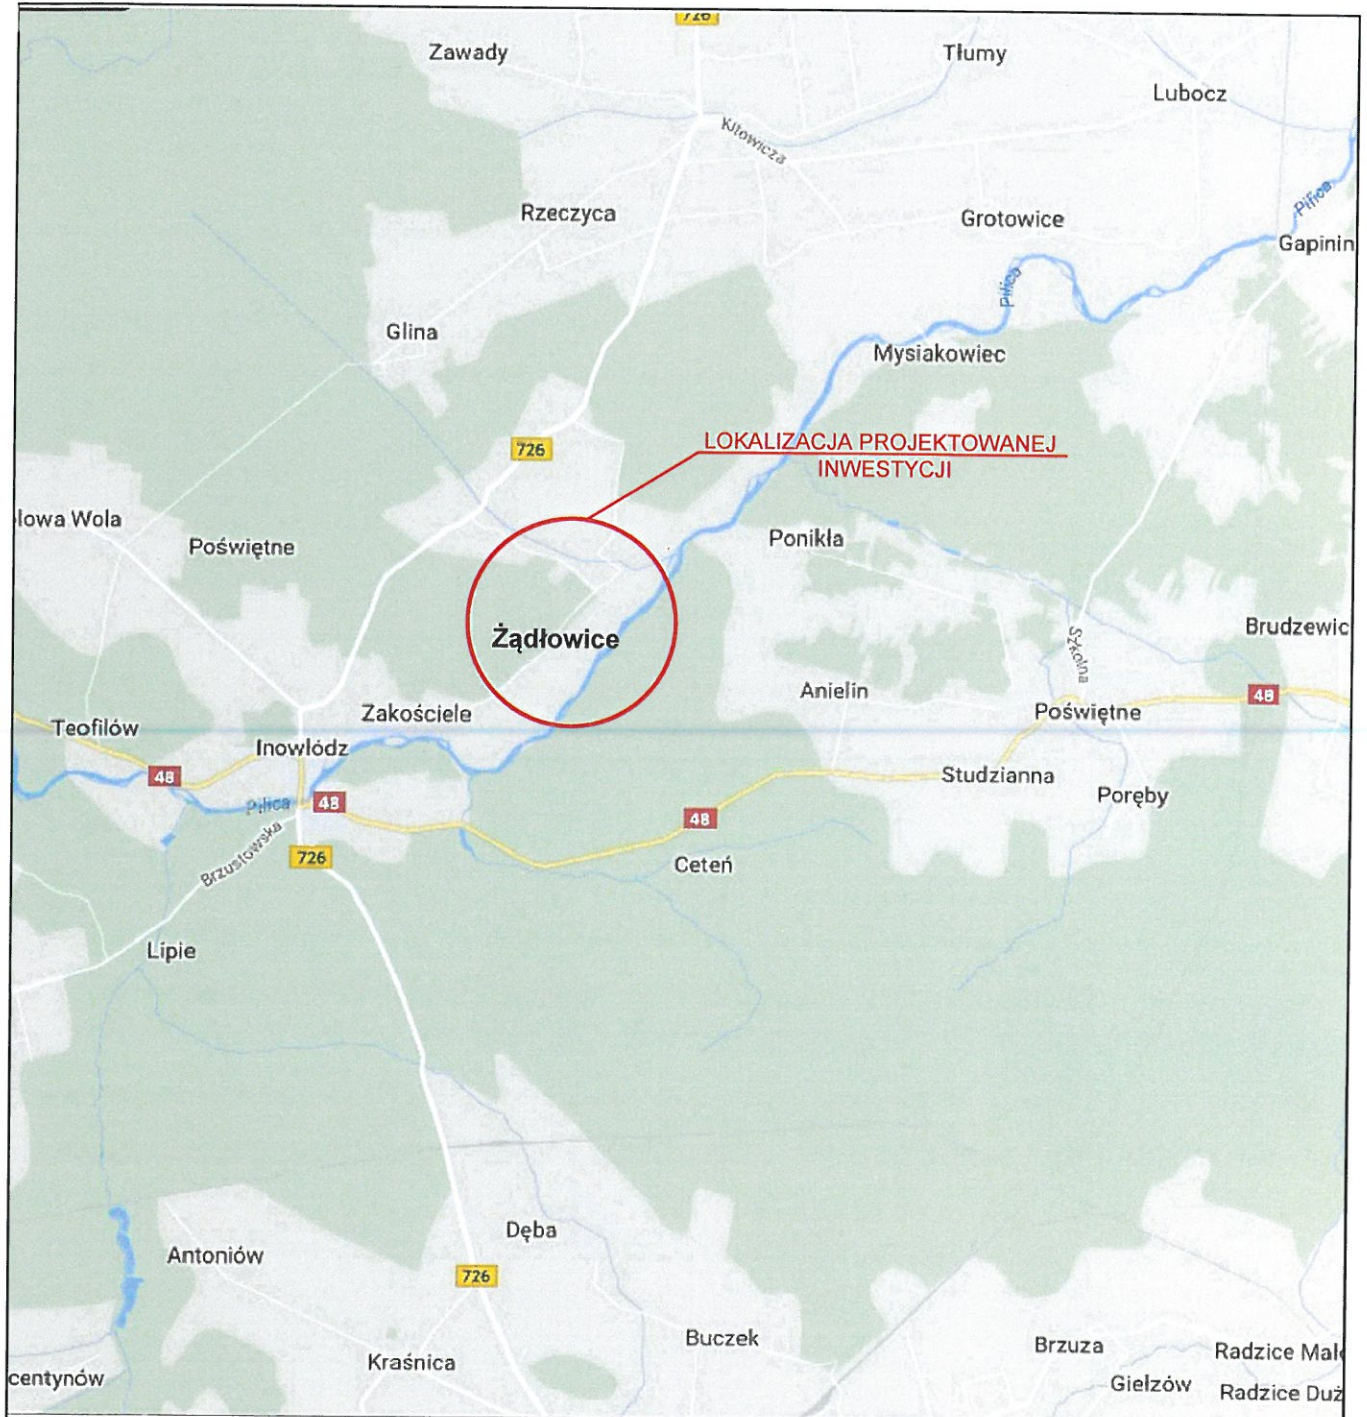 726
Zawady
Tłumy
Lubocz
Kitowicza
Pilica
Rzeczyca
Grotowice
Gapinin
Pilica
Glina
Mysiakowiec
LOKALIZACJA PROJEKTOWANEJ
INWESTYCJI
726
lowa Wola
Poświętne
Ponikła
Żądłowice
Szkolna
Brudzewic
Anielin
48
Zakościele
Poświętne
Teofilów
Inowłódz
48
Studzianna
Pilica
48
Poręby
48
Brzustowska
726
Ceteń
Lipie
Dęba
Antoniów
726
Buczek
Brzuza
Radzice Mał
Kraśnica
centynów
Giełzów
Radzice Duż